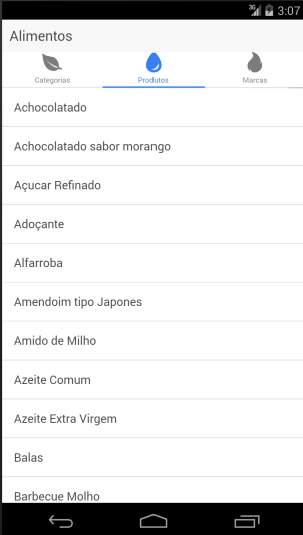 3G 3:07
Alimentos
Categorias Produtos Marcas
Achocolatado
Achocolatado sabor morango
Açucar Refinado
Adoçante
Alfarroba
Amendoim tipo Japones
Amido de Milho
Azeite Comum
Azeite Extra Virgem
Balas
Barbecue Molho